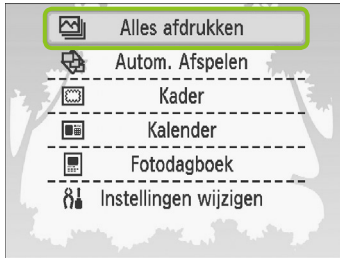 Alles afdrukken
Autom. Afspelen
Kader
Kalender
Fotodagboek
Instellingen wijzigen